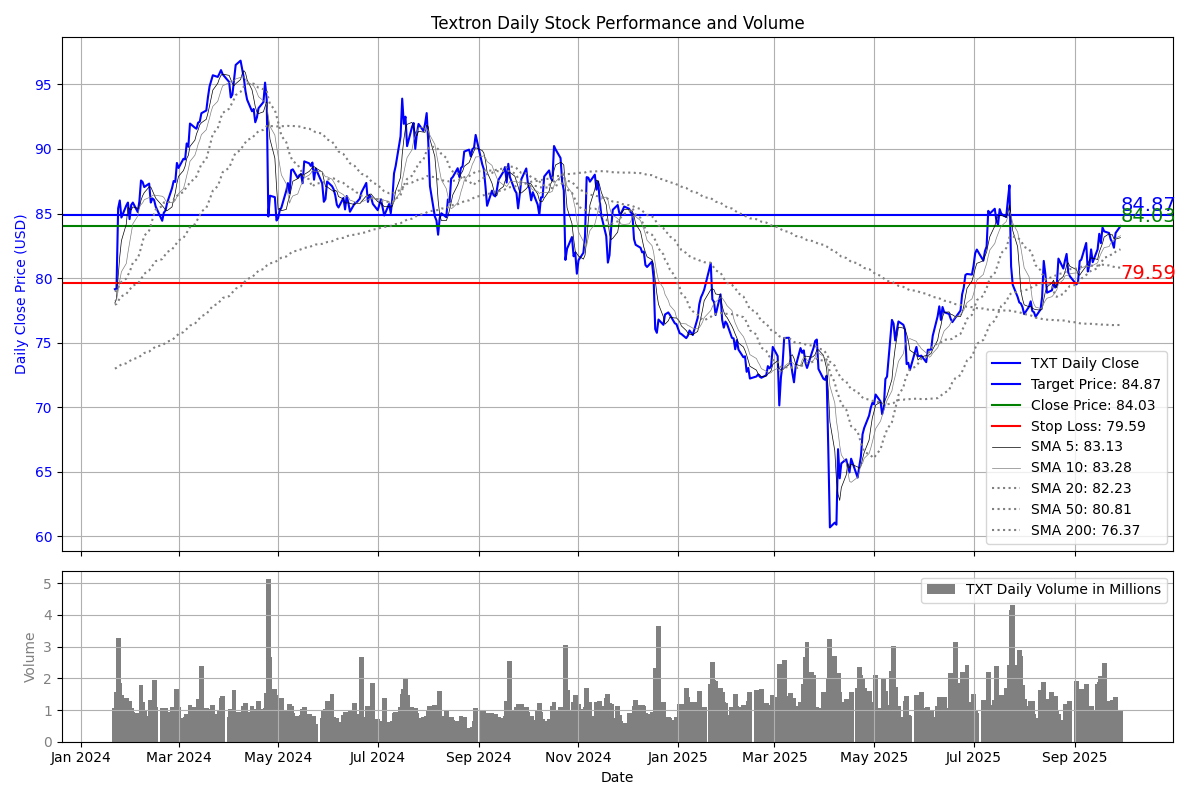 Textron Daily Stock Performance and Volume
Daily Close Price (USD)
95
90
85
80
75
70
65
60
84.87
84.03
79.59
TXT Daily Close
Target Price: 84.87
Close Price: 84.03
Stop Loss: 79.59
SMA 5: 83.13
SMA 10: 83.28
SMA 20: 82.23
SMA 50: 80.81
SMA 200: 76.37
Volume
5
4
3
2
1
0
TXT Daily Volume in Millions
Jan 2024 Mar 2024 May 2024 Jul 2024 Sep 2024 Nov 2024 Jan 2025 Mar 2025 May 2025 Jul 2025 Sep 2025
Date